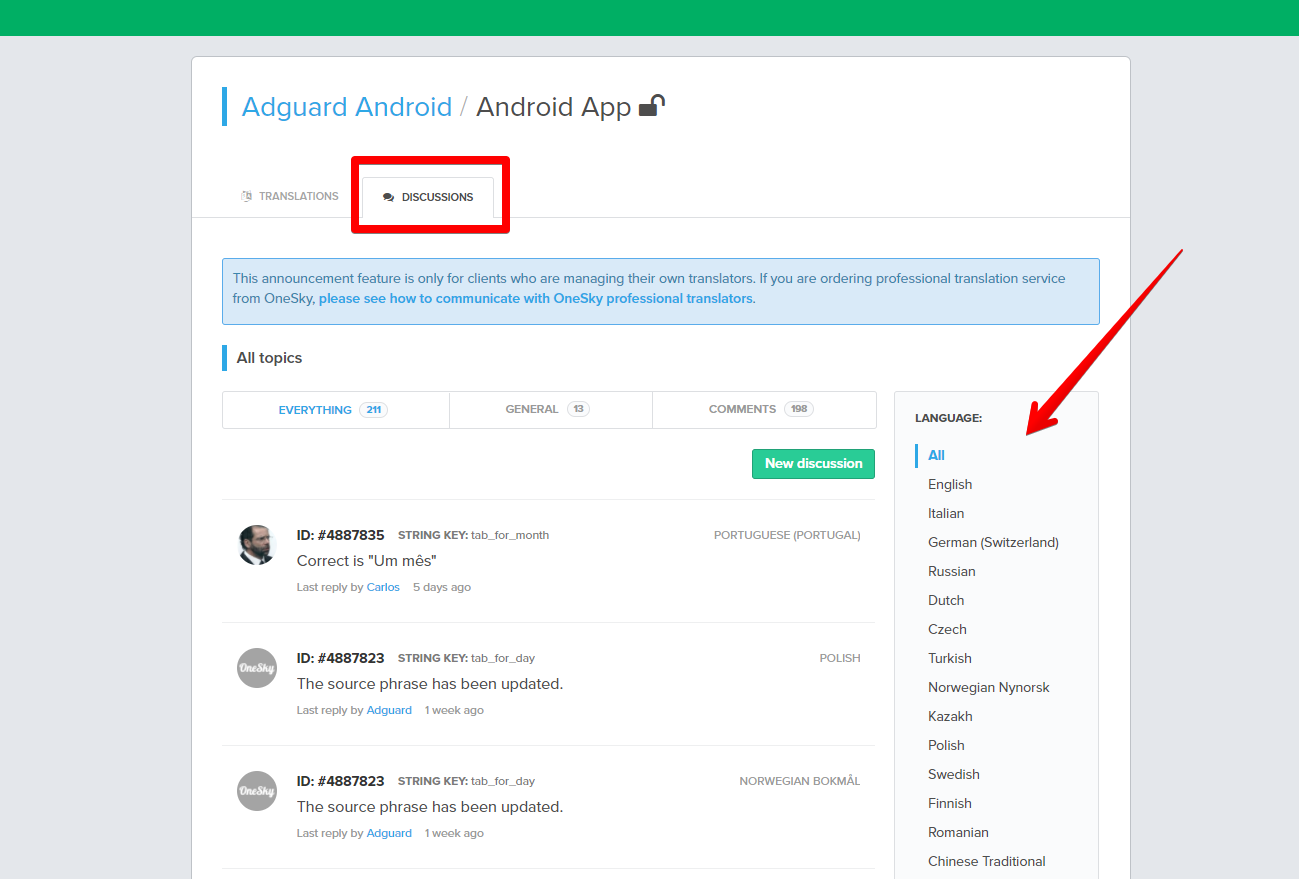 Adguard Android / Android App
TRANSLATIONS
DISCUSSIONS
This announcement feature is only for clients who are managing their own translators. If you are ordering professional translation service
from OneSky, please see how to communicate with OneSky professional translators.
All topics
EVERYTHING 211
GENERAL 13
COMMENTS 198
New discussion
ID: #4887835 STRING KEY: tab_for_month PORTUGUESE (PORTUGAL)
Correct is "Um mês"
Last reply by Carlos 5 days ago
OneSky
ID: #4887823 STRING KEY: tab_for_day POLISH
The source phrase has been updated.
Last reply by Adguard 1 week ago
OneSky
ID: #4887823 STRING KEY: tab_for_day NORWEGIAN BOKMÅL
The source phrase has been updated.
Last reply by Adguard 1 week ago
LANGUAGE:
All
English
Italian
German (Switzerland)
Russian
Dutch
Czech
Turkish
Norwegian Nynorsk
Kazakh
Polish
Swedish
Finnish
Romanian
Chinese Traditional